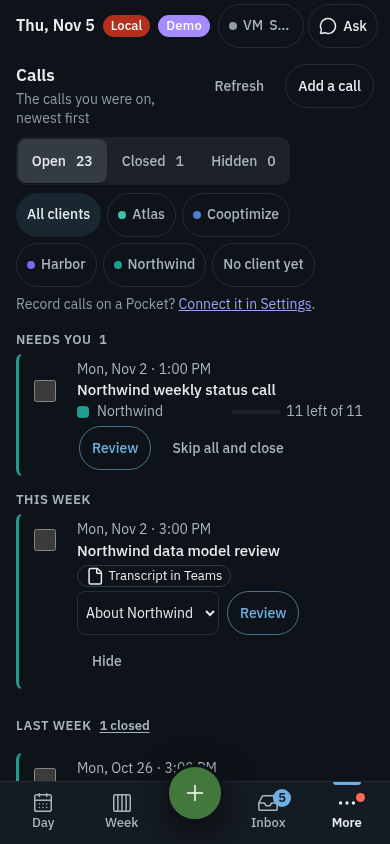 Thu, Nov 5 Local Demo VM S... Ask
Calls
The calls you were on,
newest first
Refresh Add a call
Open 23 Closed 1 Hidden 0
All clients Atlas Cooptimize
Harbor Northwind No client yet
Record calls on a Pocket? Connect it in Settings.
NEEDS YOU 1
Mon, Nov 2 · 1:00 PM
Northwind weekly status call
Northwind 11 left of 11
Review Skip all and close
THIS WEEK
Mon, Nov 2 · 3:00 PM
Northwind data model review
Transcript in Teams
About Northwind Review
Hide
LAST WEEK 1 closed
Mon, Oct 26 · 3:00 PM
Day Week Inbox 5 More